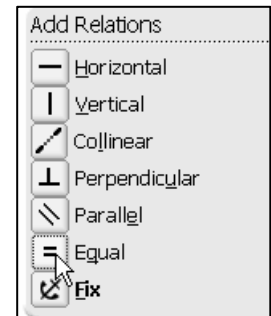 Add Relations
Horizontal
Vertical
Collinear
Perpendicular
Parallel
Equal
Fix